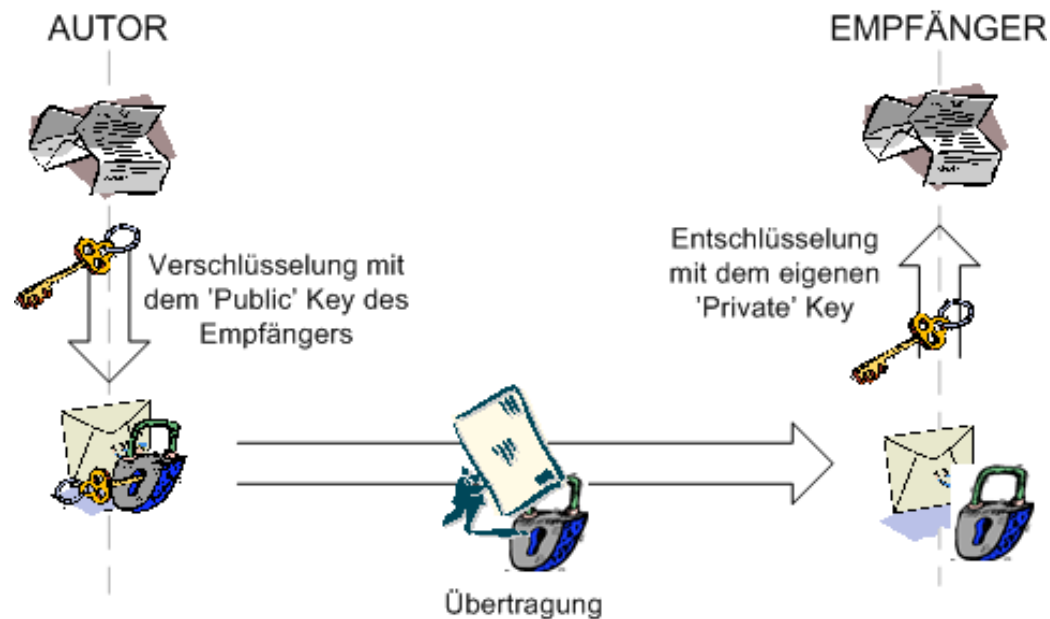 AUTOR
EMPFÄNGER
Verschlüsselung mit
dem 'Public' Key des
Empfängers
Entschlüsselung
mit dem eigenen
'Private' Key
Übertragung